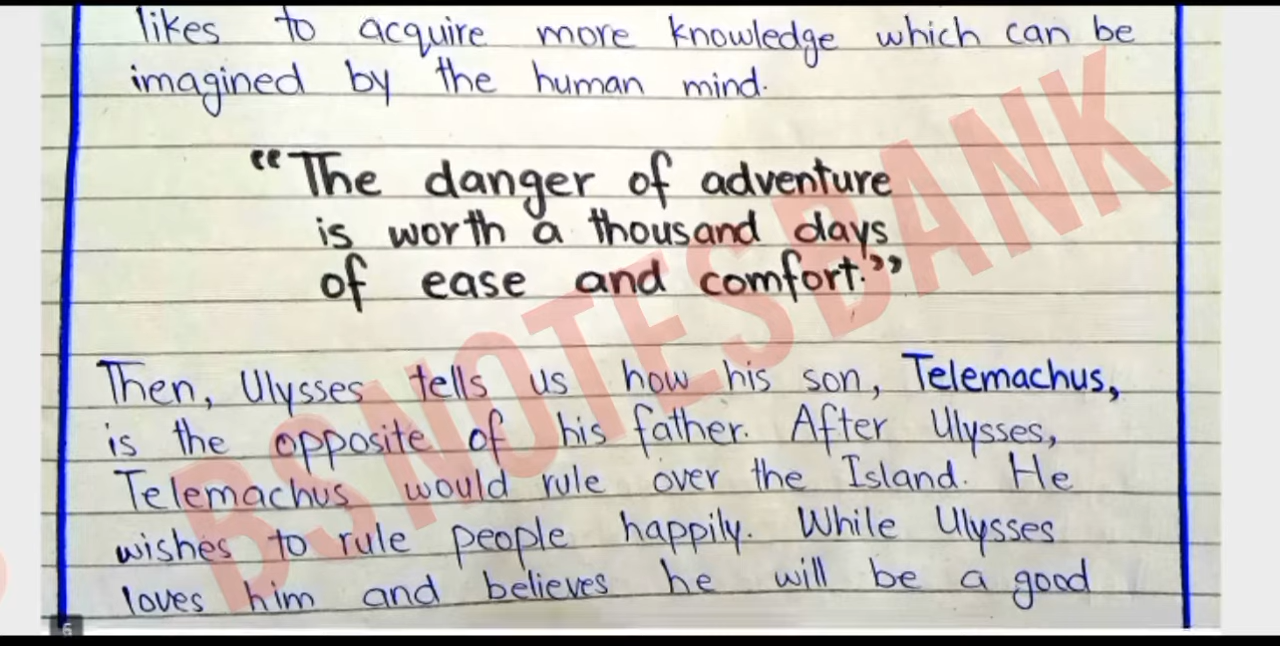 likes to acquire more knowledge which can be
imagined by the human mind.
“The danger of adventure
is worth a thousand days
of ease and comfort.”
Then, Ulysses tells us how his son, Telemachus,
is the opposite of his father. After Ulysses,
Telemachus would rule over the Island. He
wishes to rule people happily. While Ulysses
loves him and believes he will be a good
BSNOTESBANK
6